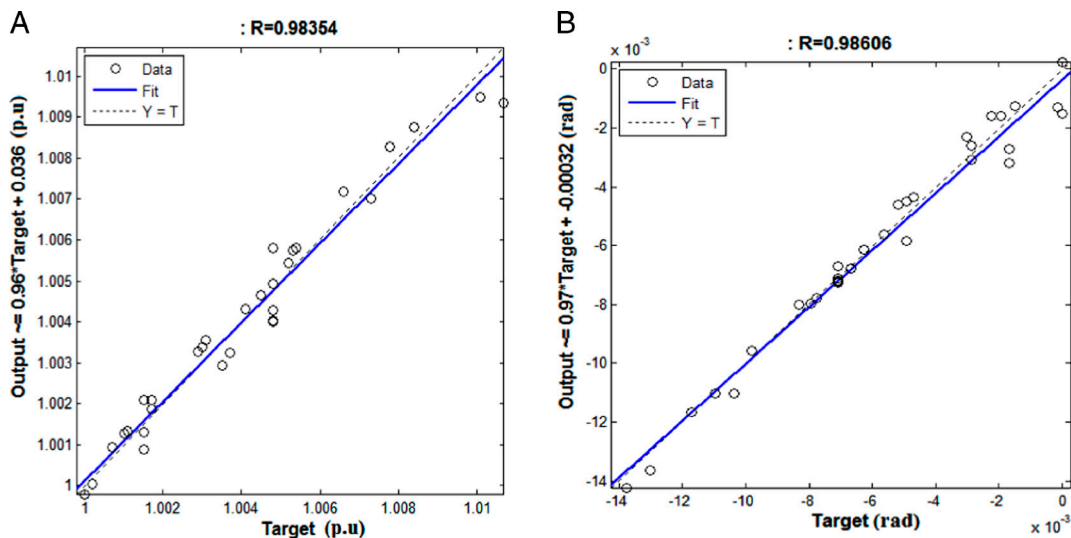 A
: R=0.98354
Data
Fit
Y = T
Output ~= 0.96*Target + 0.036 (p.u)
1.01
1.009
1.008
1.007
1.006
1.005
1.004
1.003
1.002
1.001
1
1 1.002 1.004 1.006 1.008 1.01
Target (p.u)
B
: R=0.98606
x 10⁻³
Data
Fit
Y = T
Output ~= 0.97*Target + -0.00032 (rad)
0
-2
-4
-6
-8
-10
-12
-14
-14 -12 -10 -8 -6 -4 -2 0
Target (rad)
x 10⁻³